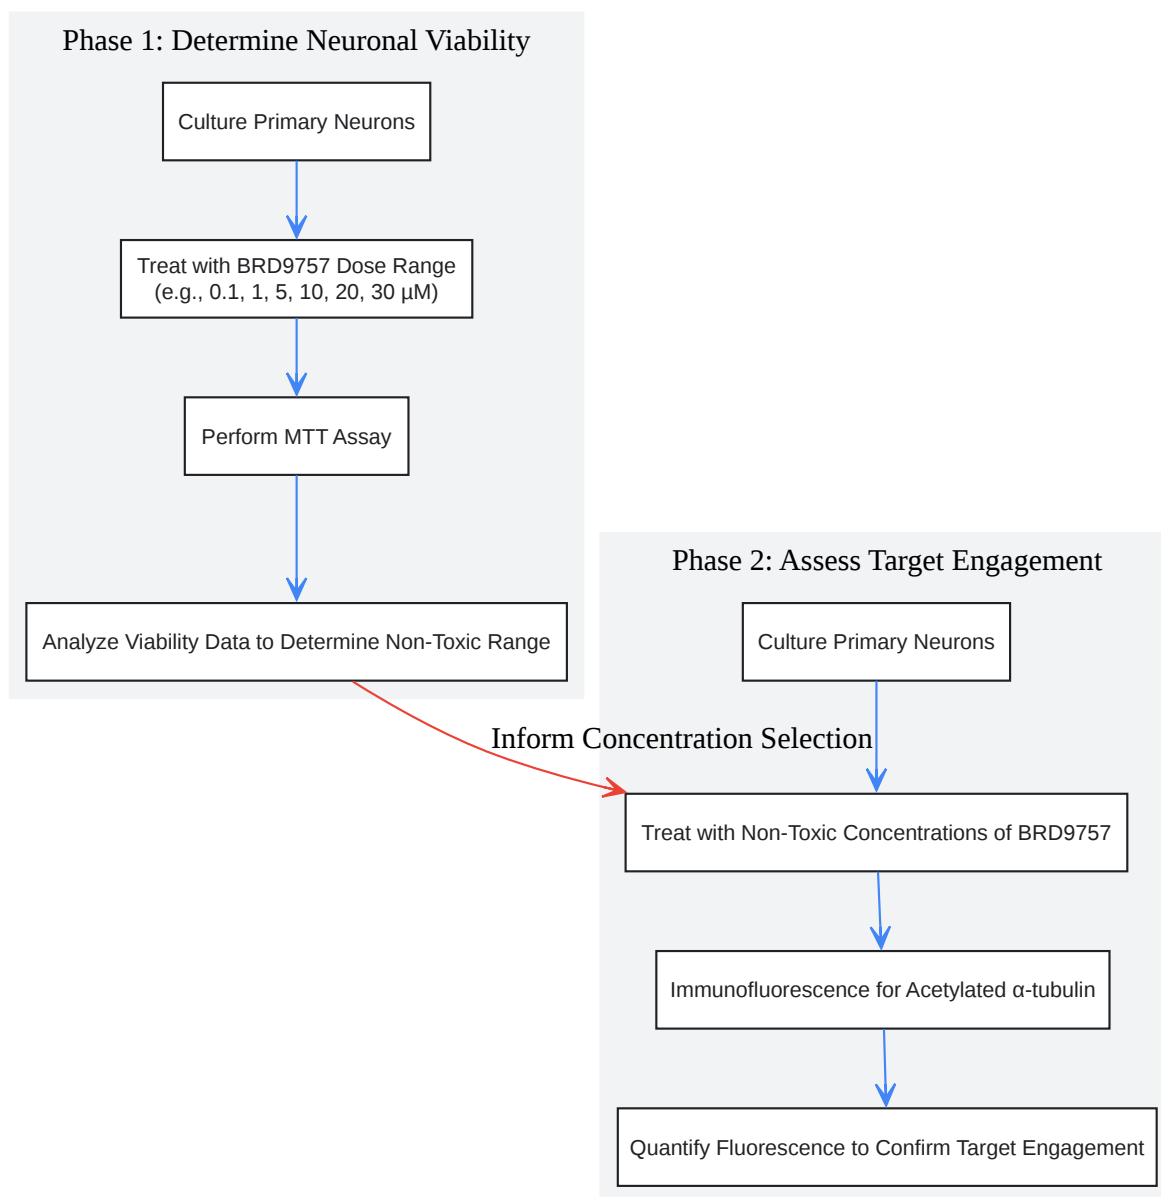 Phase 1: Determine Neuronal Viability
Culture Primary Neurons
Treat with BRD9757 Dose Range
(e.g., 0.1, 1, 5, 10, 20, 30 µM)
Perform MTT Assay
Analyze Viability Data to Determine Non-Toxic Range
Phase 2: Assess Target Engagement
Culture Primary Neurons
Inform Concentration Selection
Treat with Non-Toxic Concentrations of BRD9757
Immunofluorescence for Acetylated α-tubulin
Quantify Fluorescence to Confirm Target Engagement